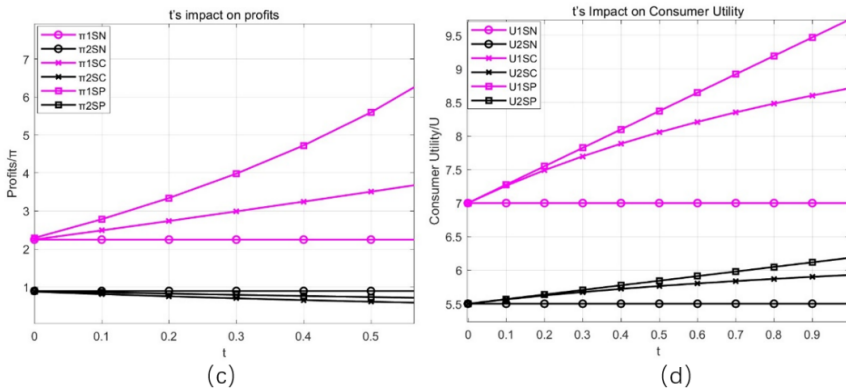 t's impact on profits
π1SN
π2SN
π1SC
π2SC
π1SP
π2SP
7
6
5
4
3
2
1
Profits/π
0
0.1
0.2
0.3
0.4
0.5
t
(c)
t's Impact on Consumer Utility
U1SN
U2SN
U1SC
U2SC
U1SP
U2SP
9.5
9
8.5
8
7.5
7
6.5
6
5.5
Consumer Utility/U
0
0.1
0.2
0.3
0.4
0.5
0.6
0.7
0.8
0.9
t
(d)